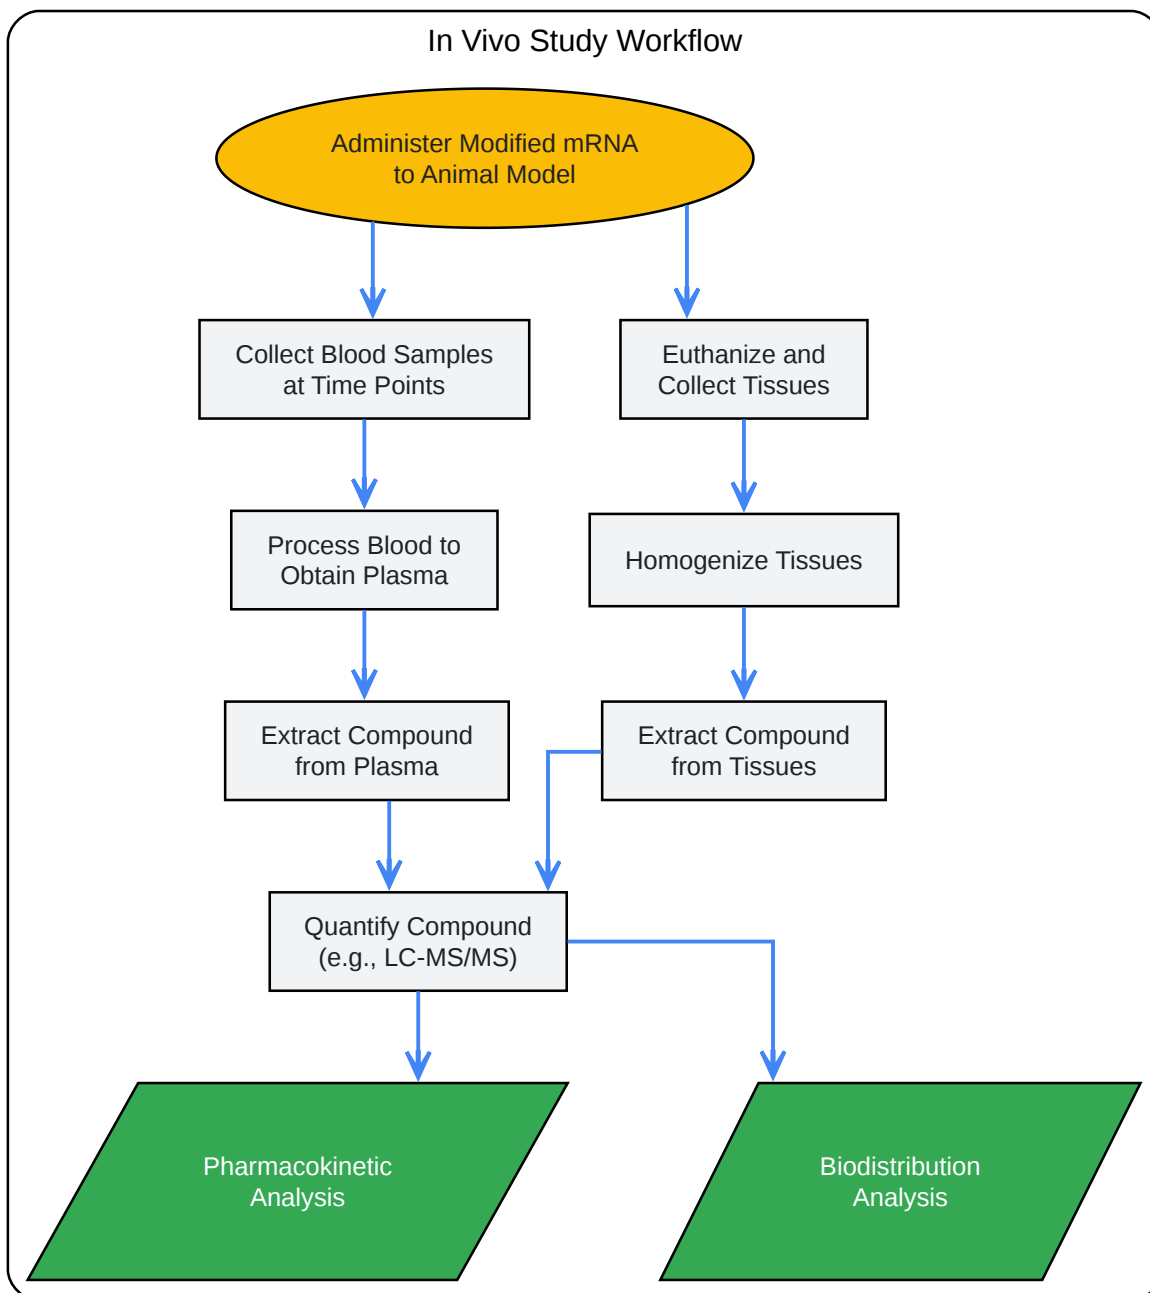 In Vivo Study Workflow
Administer Modified mRNA
to Animal Model
Collect Blood Samples
at Time Points
Euthanize and
Collect Tissues
Process Blood to
Obtain Plasma
Homogenize Tissues
Extract Compound
from Plasma
Extract Compound
from Tissues
Quantify Compound
(e.g., LC-MS/MS)
Pharmacokinetic
Analysis
Biodistribution
Analysis